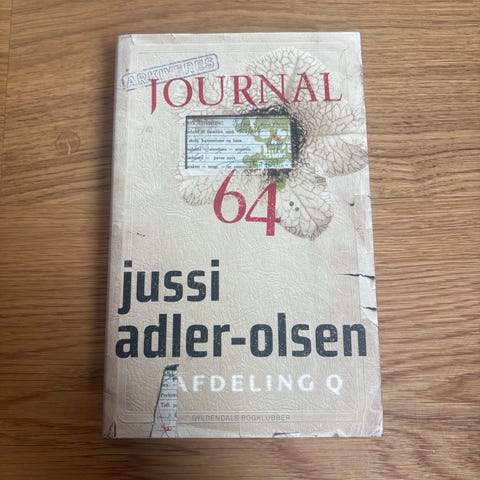 ARKIVERES
JOURNAL
64
jussi
adler-olsen
AFDELING Q
GYLDENDALS BOGKLUBBER